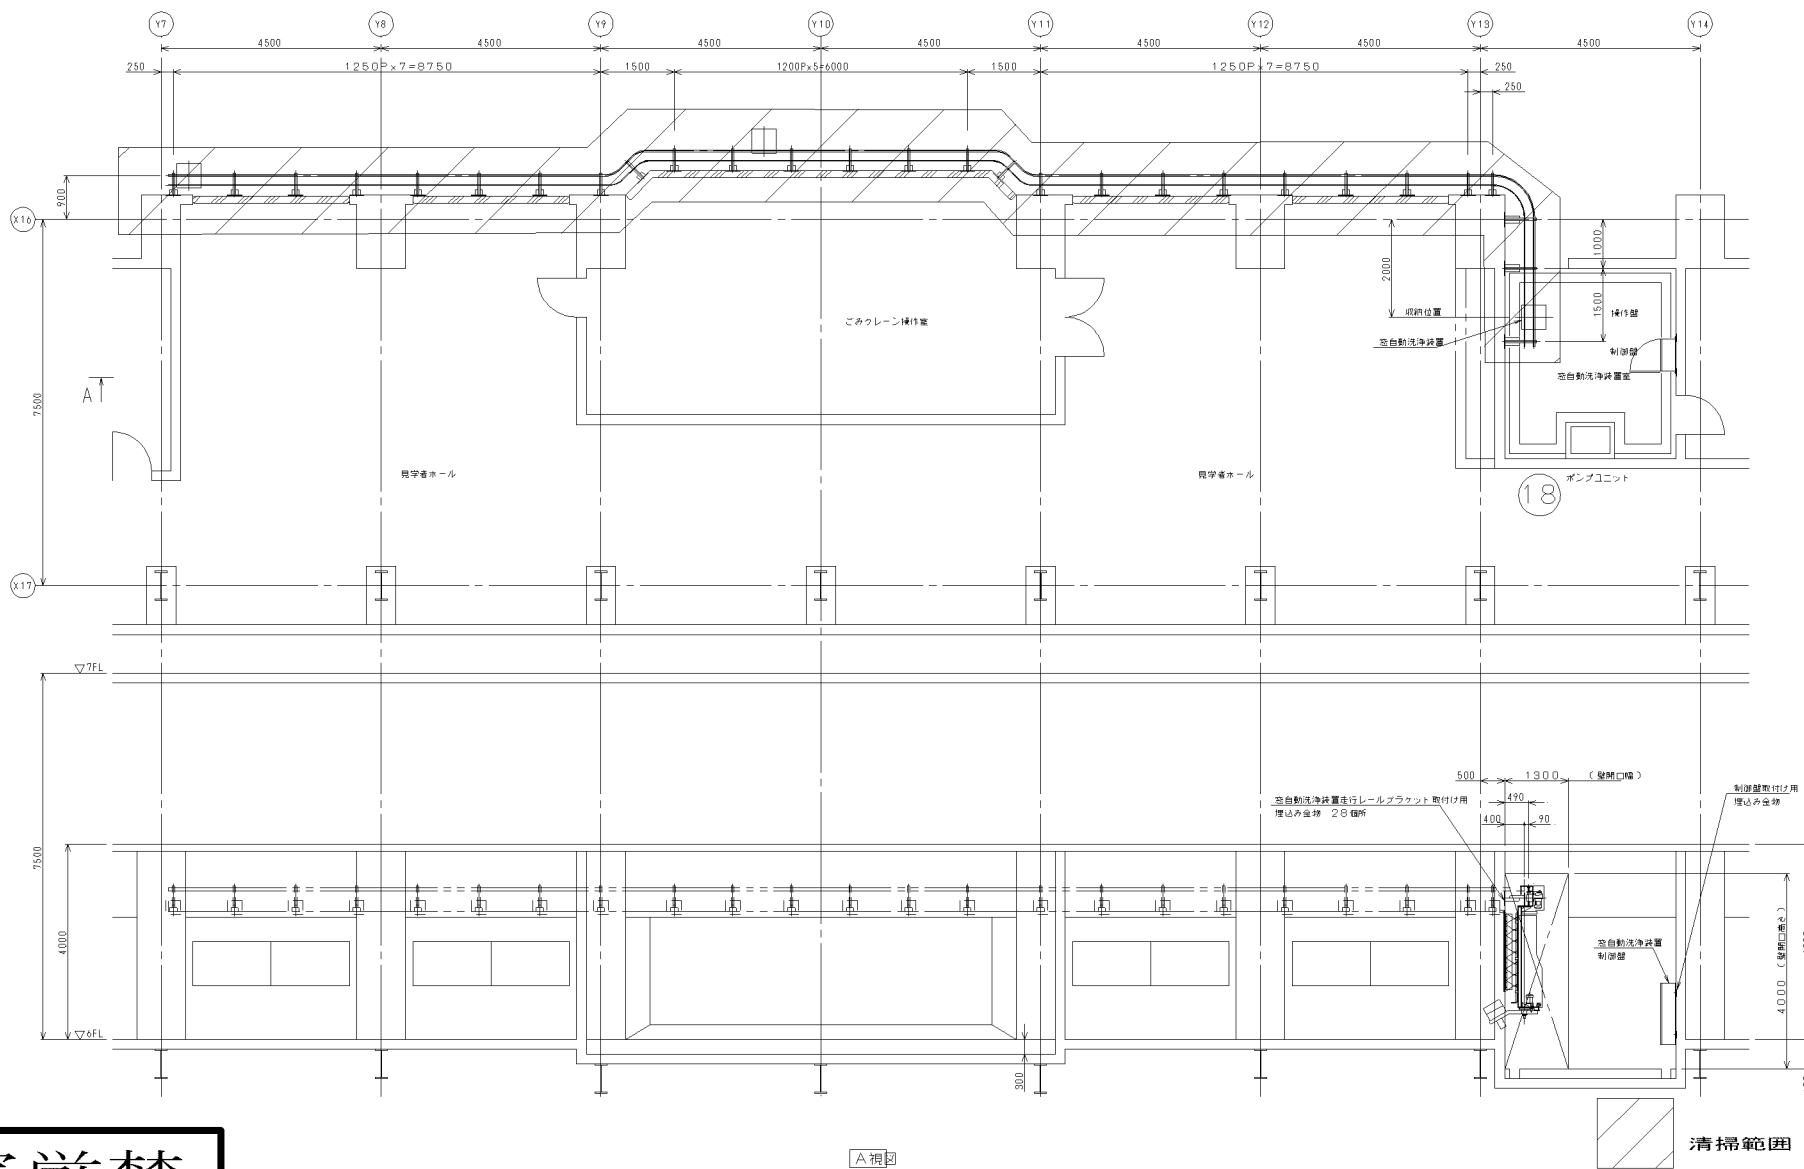 Y7 Y8 Y9 Y10 Y11 Y12 Y13 Y14
4500 4500 4500 4500 4500 4500 4500
250 1250P×7=8750 1500 1200P×5=6000 1500 1250P×7=8750 250
250
900
X16
1000
2000
1500
収納位置
操作盤
ごみクレーン操作室
窓自動洗浄装置
制御盤
窓自動洗浄装置室
A
7500
見学者ホール
見学者ホール
ポンプユニット
18
X17
▽7FL
500 1300 (壁開口幅)
490
窓自動洗浄装置走行レールブラケット取付け用
埋込み金物 28個所
制御盤取付け用
埋込み金物
400 90
7500
4000
窓自動洗浄装置
制御盤
4000 (壁開口高さ)
▽6FL
300
A視図
清掃範囲